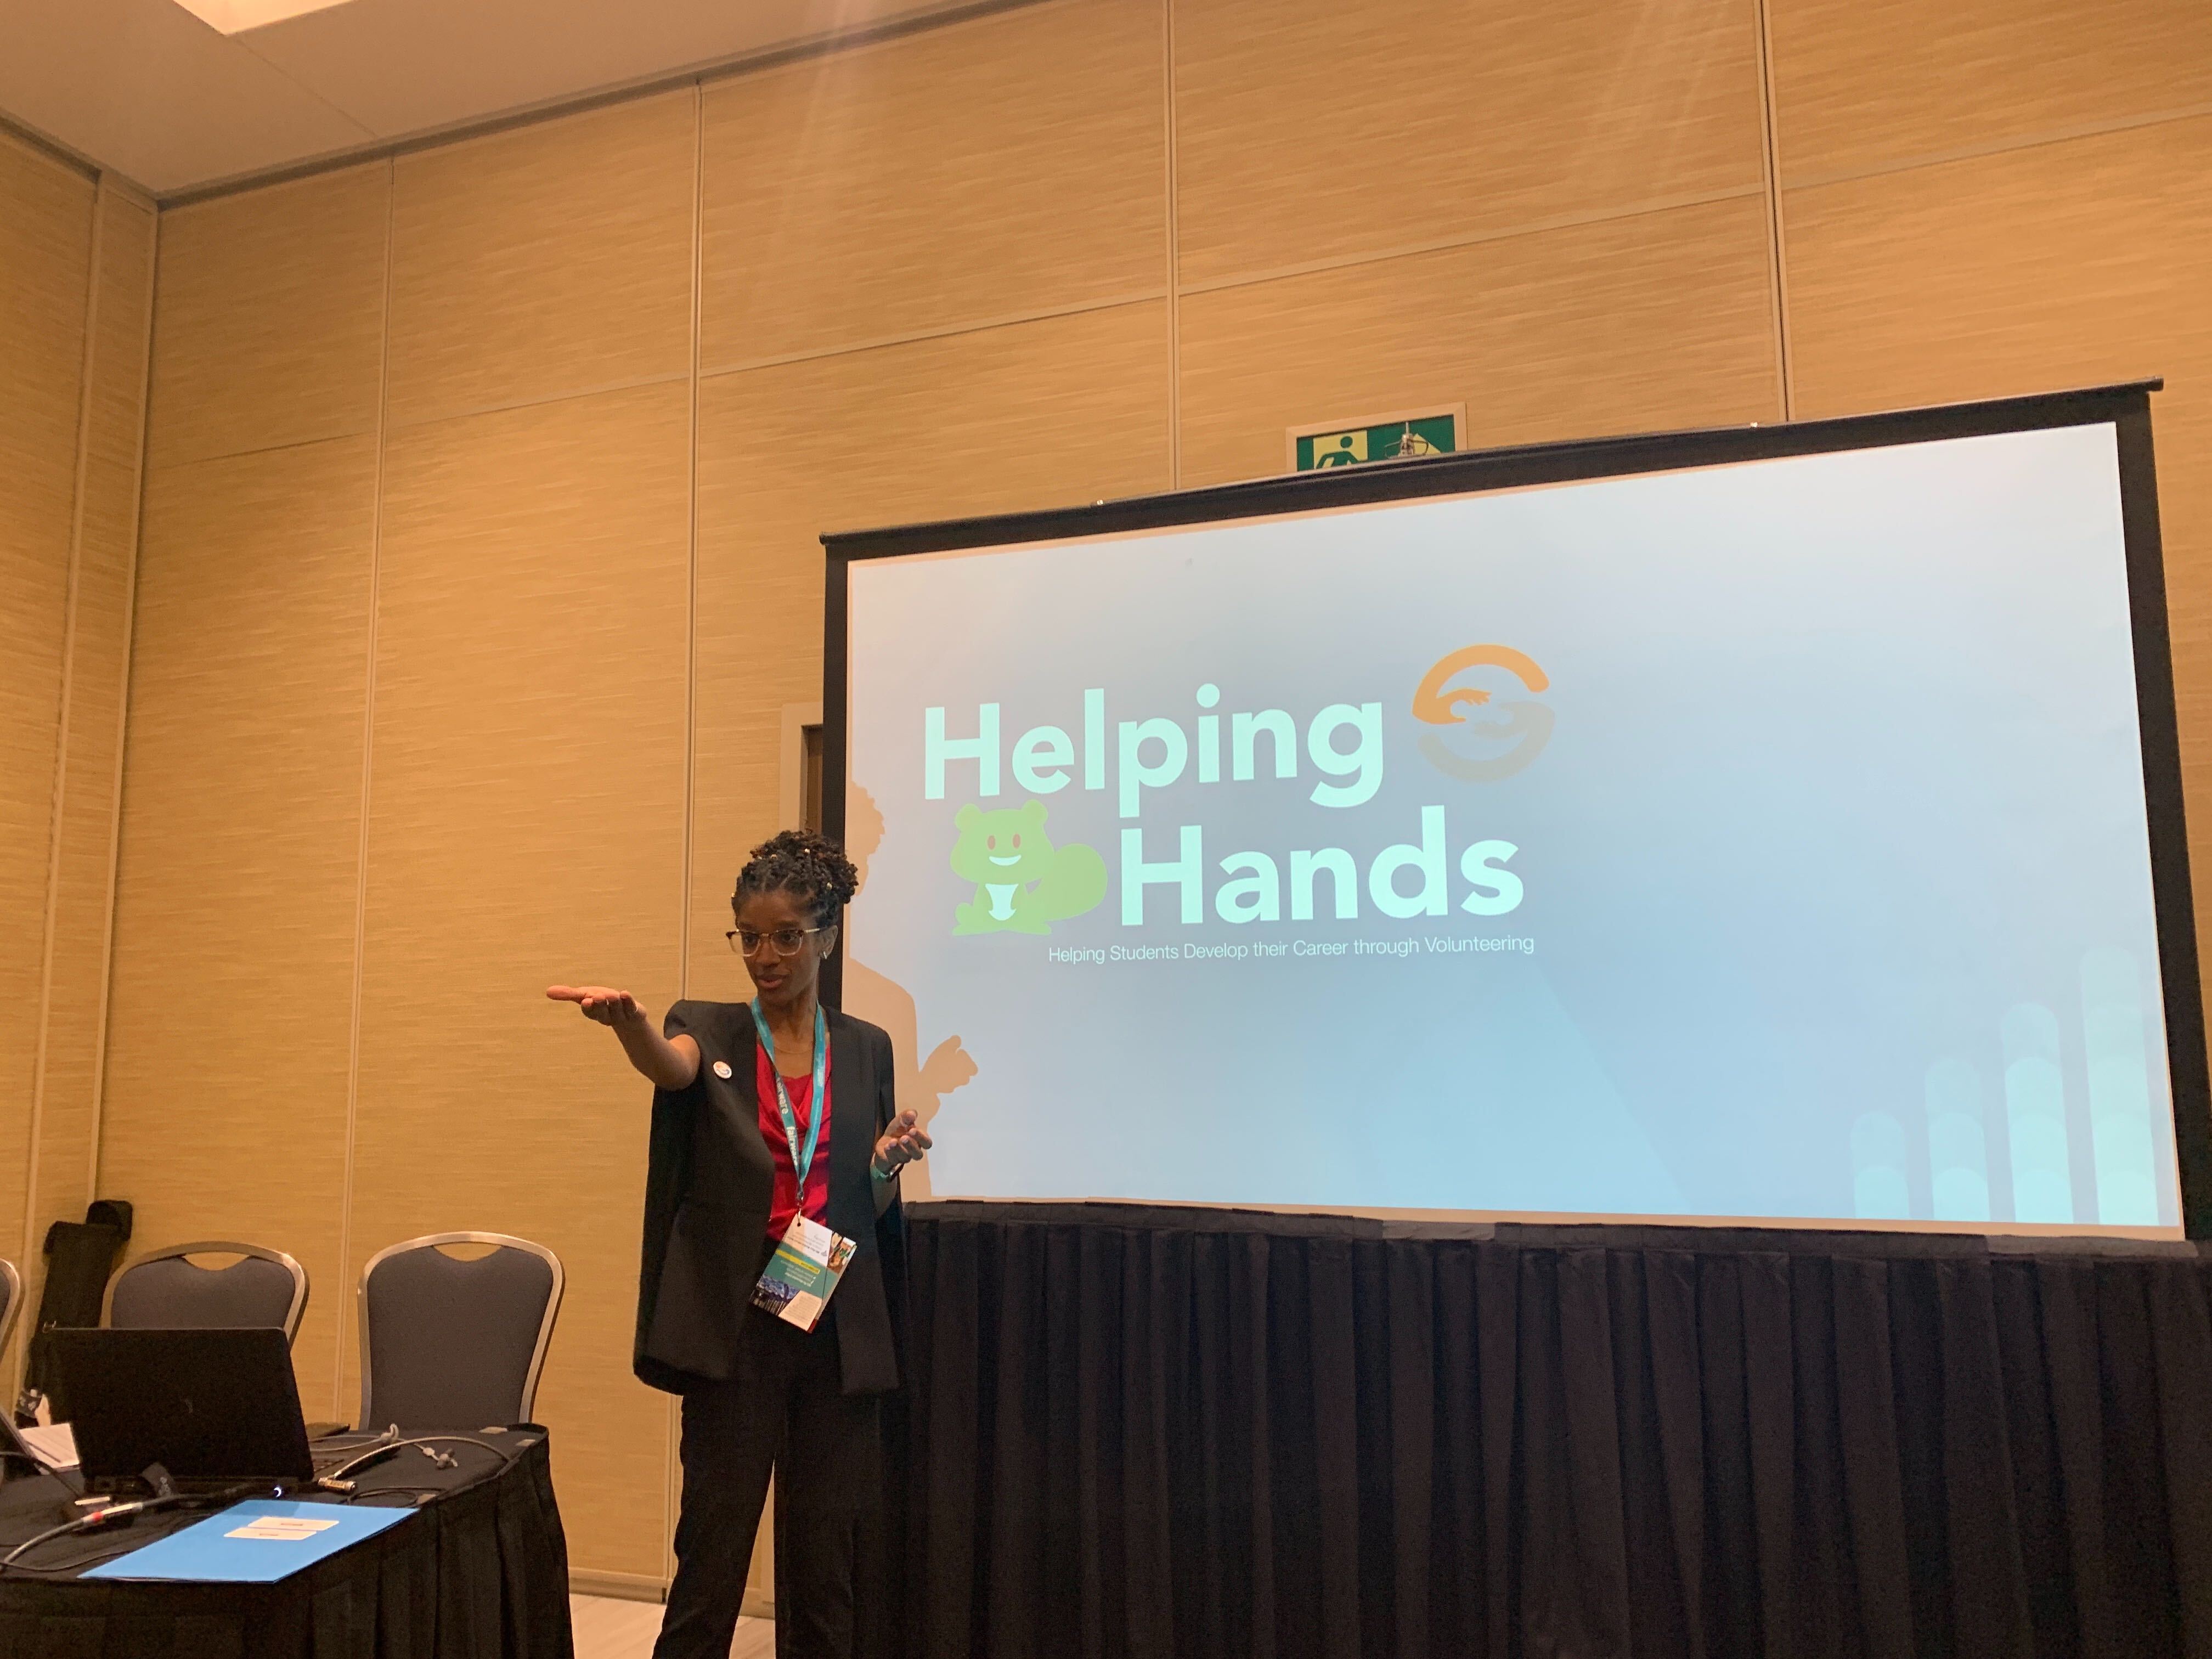 Helping
Hands
Helping Students Develop their Career through Volunteering